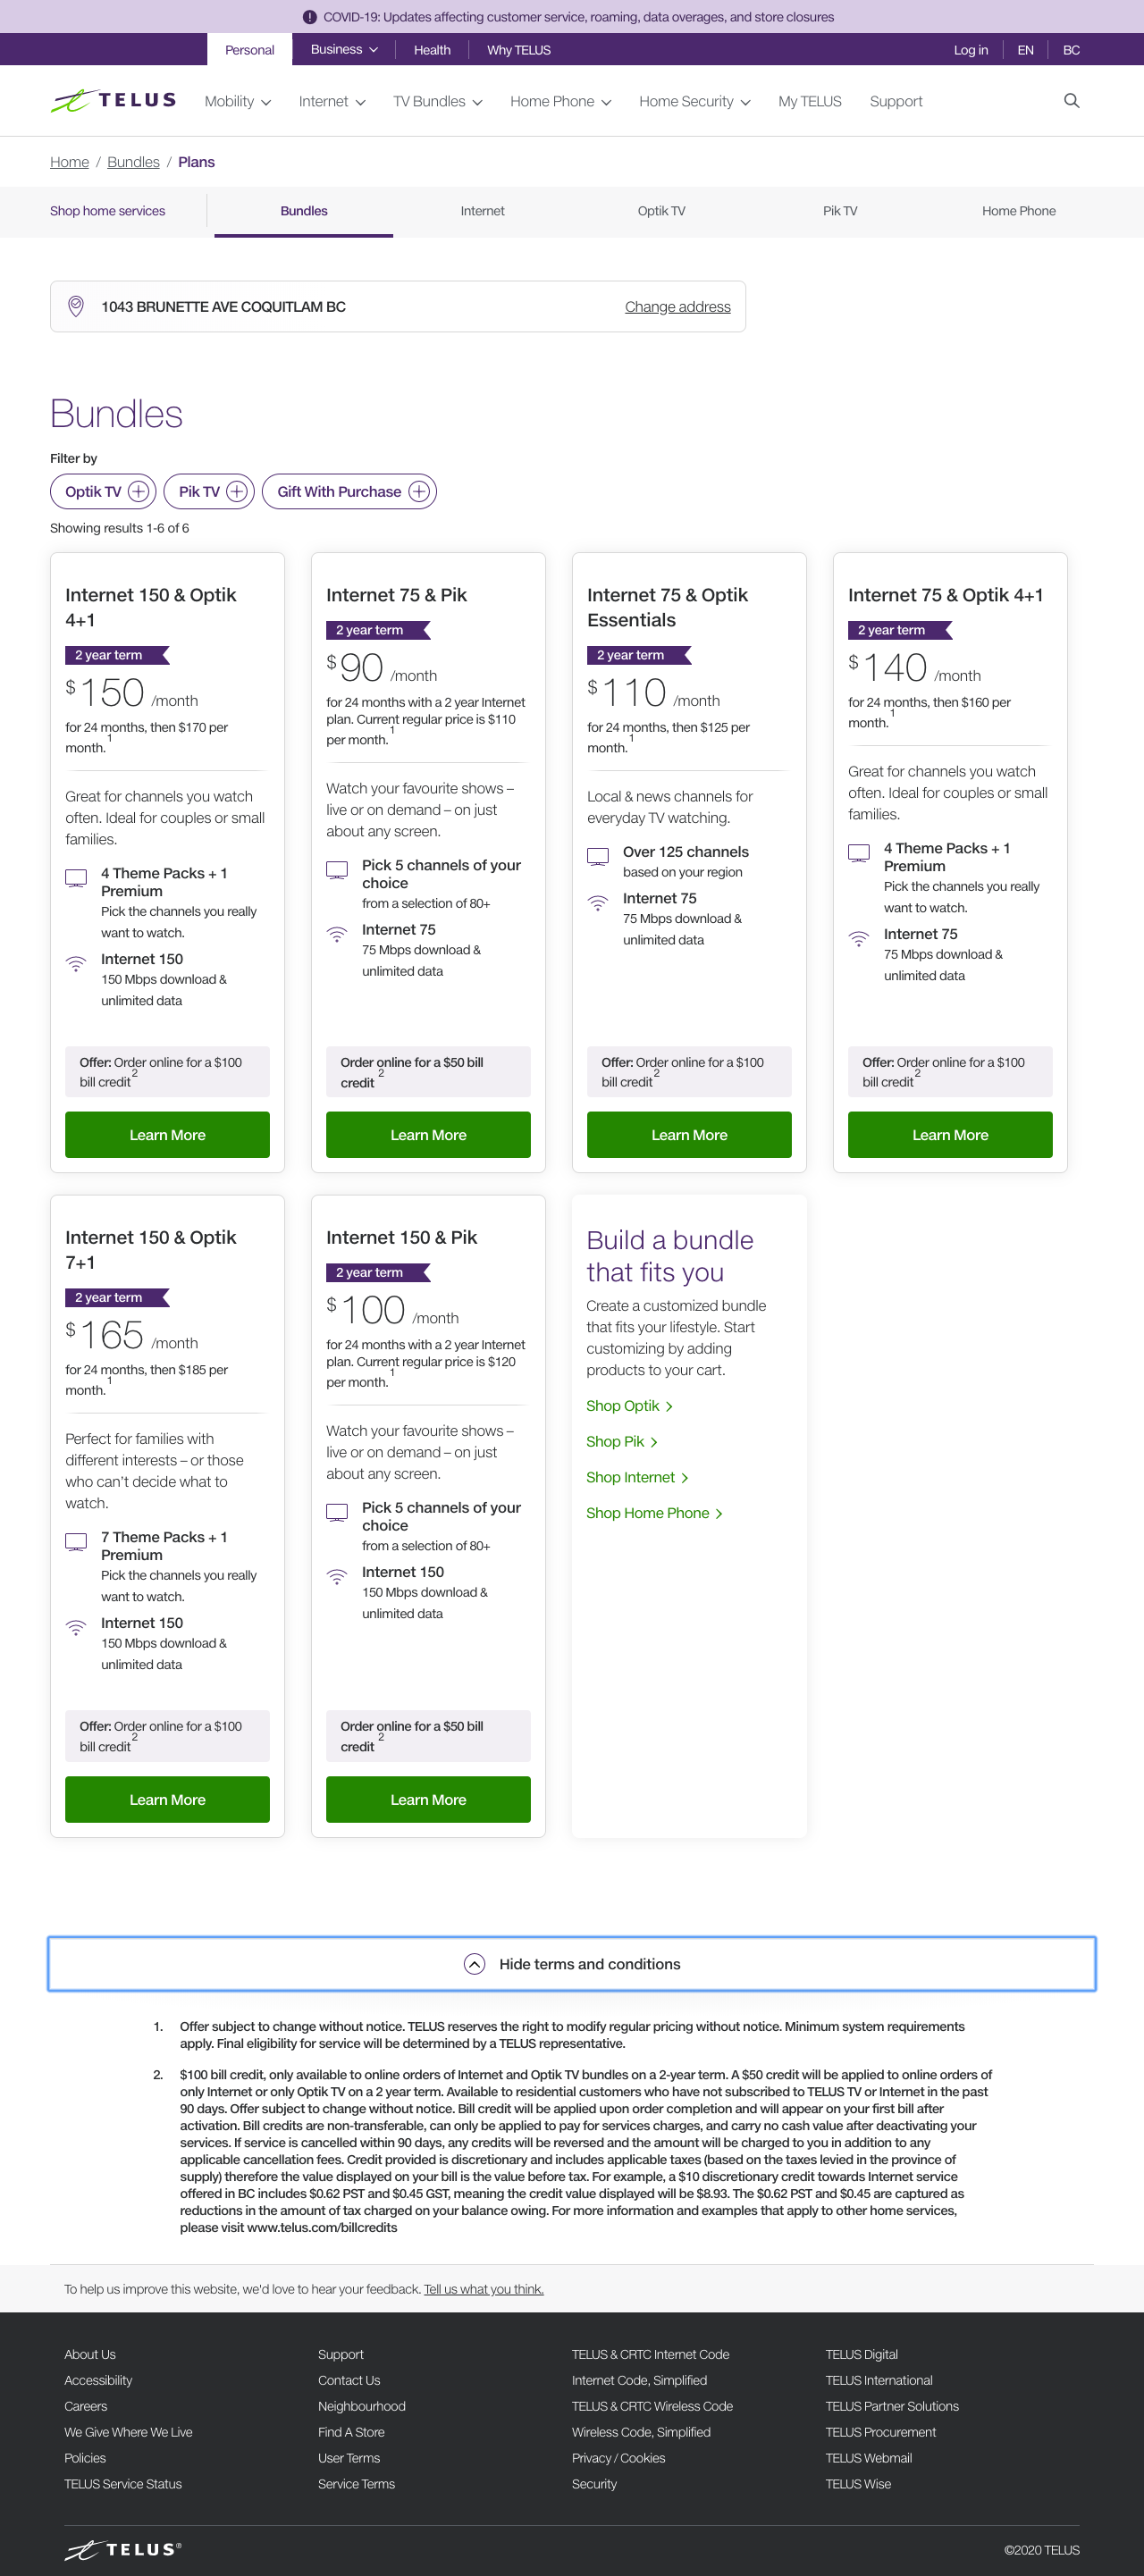 COVID-19: Updates affecting customer service, roaming, data overages, and store closures
Personal
Business
Health
Why TELUS
Log in
EN
BC
TELUS
Mobility
Internet
TV Bundles
Home Phone
Home Security
My TELUS
Support
Home / Bundles / Plans
Shop home services
Bundles
Internet
Optik TV
Pik TV
Home Phone
1043 BRUNETTE AVE COQUITLAM BC
Change address
Bundles
Filter by
Optik TV
Pik TV
Gift With Purchase
Showing results 1-6 of 6
Internet 150 & Optik
4+1
2 year term
$150 /month
for 24 months, then $170 per
month.1
Great for channels you watch
often. Ideal for couples or small
families.
4 Theme Packs + 1
Premium
Pick the channels you really
want to watch.
Internet 150
150 Mbps download &
unlimited data
Offer: Order online for a $100
bill credit2
Learn More
Internet 75 & Pik
2 year term
$90 /month
for 24 months with a 2 year Internet
plan. Current regular price is $110
per month.1
Watch your favourite shows –
live or on demand – on just
about any screen.
Pick 5 channels of your
choice
from a selection of 80+
Internet 75
75 Mbps download &
unlimited data
Order online for a $50 bill
credit 2
Learn More
Internet 75 & Optik
Essentials
2 year term
$110 /month
for 24 months, then $125 per
month.1
Local & news channels for
everyday TV watching.
Over 125 channels
based on your region
Internet 75
75 Mbps download &
unlimited data
Offer: Order online for a $100
bill credit2
Learn More
Internet 75 & Optik 4+1
2 year term
$140 /month
for 24 months, then $160 per
month.1
Great for channels you watch
often. Ideal for couples or small
families.
4 Theme Packs + 1
Premium
Pick the channels you really
want to watch.
Internet 75
75 Mbps download &
unlimited data
Offer: Order online for a $100
bill credit2
Learn More
Internet 150 & Optik
7+1
2 year term
$165 /month
for 24 months, then $185 per
month.1
Perfect for families with
different interests – or those
who can't decide what to
watch.
7 Theme Packs + 1
Premium
Pick the channels you really
want to watch.
Internet 150
150 Mbps download &
unlimited data
Offer: Order online for a $100
bill credit2
Learn More
Internet 150 & Pik
2 year term
$100 /month
for 24 months with a 2 year Internet
plan. Current regular price is $120
per month.1
Watch your favourite shows –
live or on demand – on just
about any screen.
Pick 5 channels of your
choice
from a selection of 80+
Internet 150
150 Mbps download &
unlimited data
Order online for a $50 bill
credit 2
Learn More
Build a bundle
that fits you
Create a customized bundle
that fits your lifestyle. Start
customizing by adding
products to your cart.
Shop Optik
Shop Pik
Shop Internet
Shop Home Phone
Hide terms and conditions
1. Offer subject to change without notice. TELUS reserves the right to modify regular pricing without notice. Minimum system requirements
apply. Final eligibility for service will be determined by a TELUS representative.
2. $100 bill credit, only available to online orders of Internet and Optik TV bundles on a 2-year term. A $50 credit will be applied to online orders of
only Internet or only Optik TV on a 2 year term. Available to residential customers who have not subscribed to TELUS TV or Internet in the past
90 days. Offer subject to change without notice. Bill credit will be applied upon order completion and will appear on your first bill after
activation. Bill credits are non-transferable, can only be applied to pay for services charges, and carry no cash value after deactivating your
services. If service is cancelled within 90 days, any credits will be reversed and the amount will be charged to you in addition to any
applicable cancellation fees. Credit provided is discretionary and includes applicable taxes (based on the taxes levied in the province of
supply) therefore the value displayed on your bill is the value before tax. For example, a $10 discretionary credit towards Internet service
offered in BC includes $0.62 PST and $0.45 GST, meaning the credit value displayed will be $8.93. The $0.62 PST and $0.45 are captured as
reductions in the amount of tax charged on your balance owing. For more information and examples that apply to other home services,
please visit www.telus.com/billcredits
To help us improve this website, we'd love to hear your feedback. Tell us what you think.
About Us
Accessibility
Careers
We Give Where We Live
Policies
TELUS Service Status
Support
Contact Us
Neighbourhood
Find A Store
User Terms
Service Terms
TELUS & CRTC Internet Code
Internet Code, Simplified
TELUS & CRTC Wireless Code
Wireless Code, Simplified
Privacy / Cookies
Security
TELUS Digital
TELUS International
TELUS Partner Solutions
TELUS Procurement
TELUS Webmail
TELUS Wise
TELUS®
©2020 TELUS